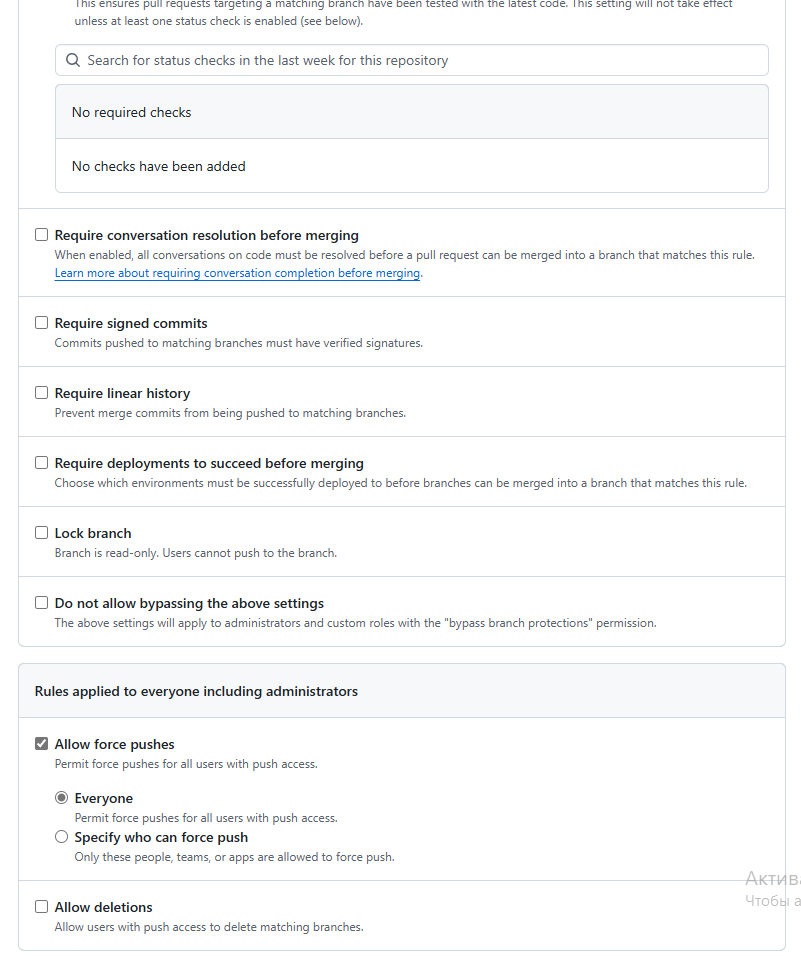 This ensures pull requests targeting a matching branch have been tested with the latest code. This setting will not take effect
unless at least one status check is enabled (see below).
Search for status checks in the last week for this repository
No required checks
No checks have been added
Require conversation resolution before merging
When enabled, all conversations on code must be resolved before a pull request can be merged into a branch that matches this rule.
Learn more about requiring conversation completion before merging.
Require signed commits
Commits pushed to matching branches must have verified signatures.
Require linear history
Prevent merge commits from being pushed to matching branches.
Require deployments to succeed before merging
Choose which environments must be successfully deployed to before branches can be merged into a branch that matches this rule.
Lock branch
Branch is read-only. Users cannot push to the branch.
Do not allow bypassing the above settings
The above settings will apply to administrators and custom roles with the "bypass branch protections" permission.
Rules applied to everyone including administrators
Allow force pushes
Permit force pushes for all users with push access.
Everyone
Permit force pushes for all users with push access.
Specify who can force push
Only these people, teams, or apps are allowed to force push.
Актива
Чтобы а
Allow deletions
Allow users with push access to delete matching branches.